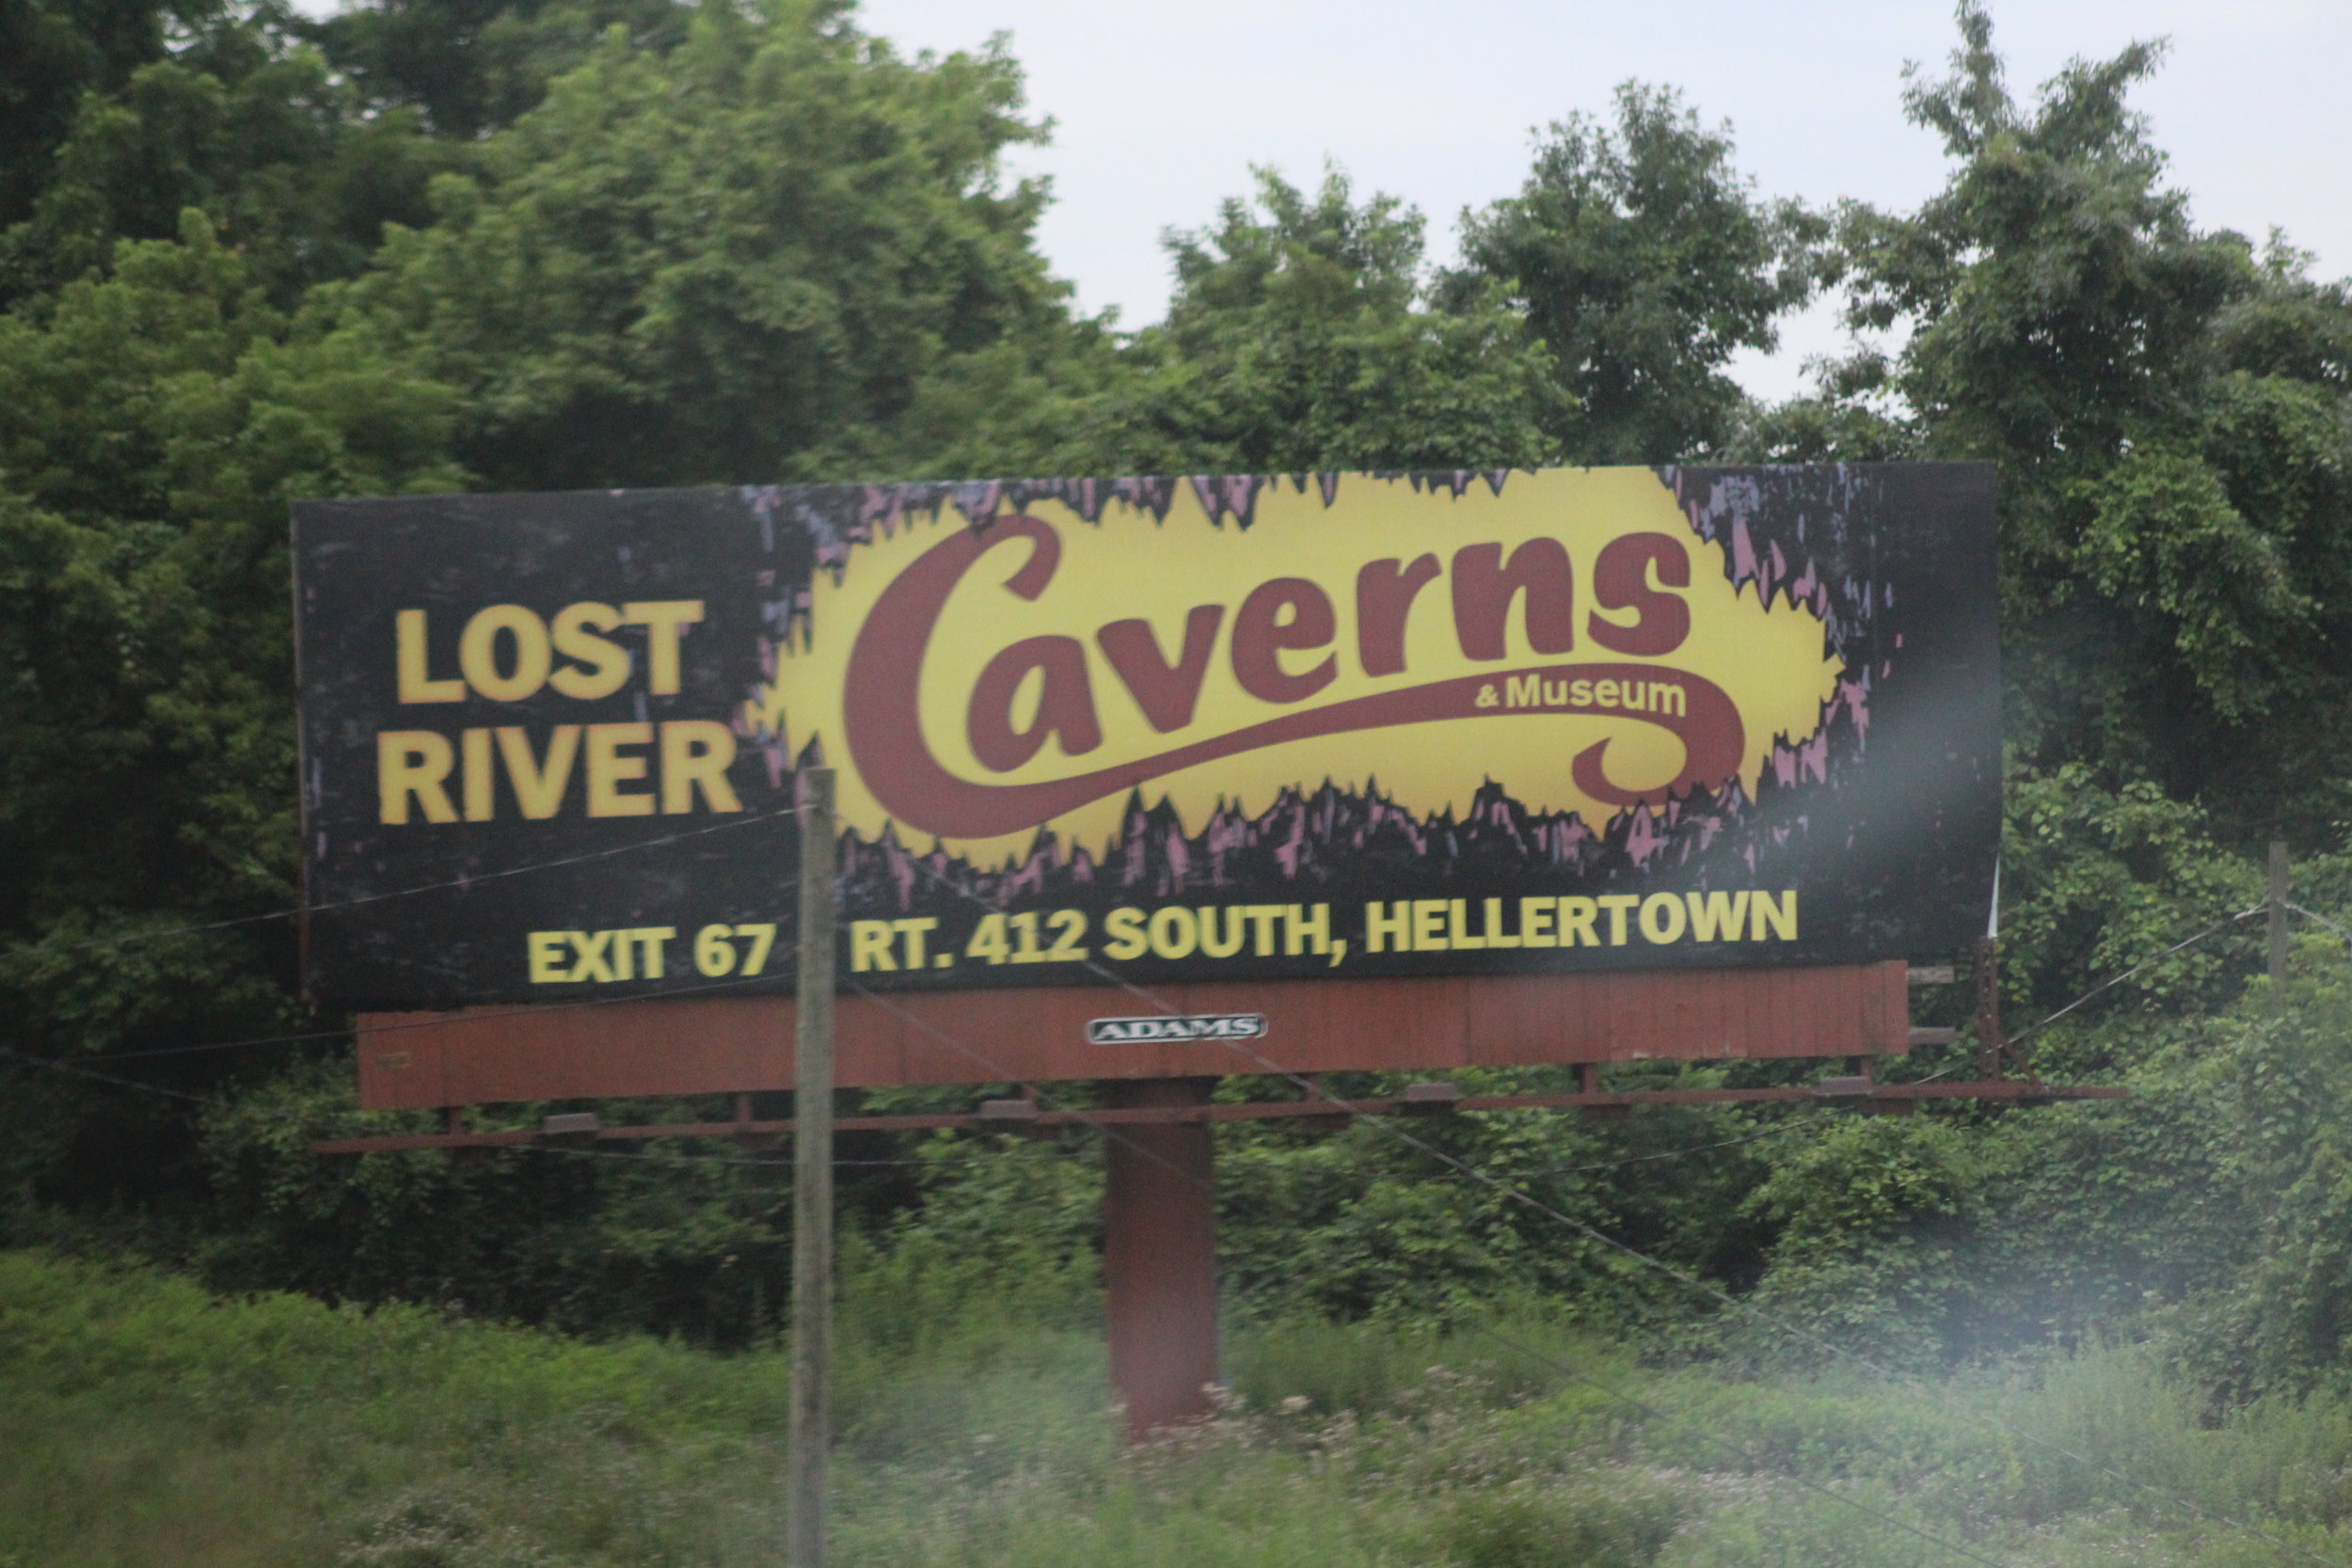 LOST
RIVER
Caverns
& Museum
EXIT 67 RT. 412 SOUTH, HELLERTOWN
ADAMS